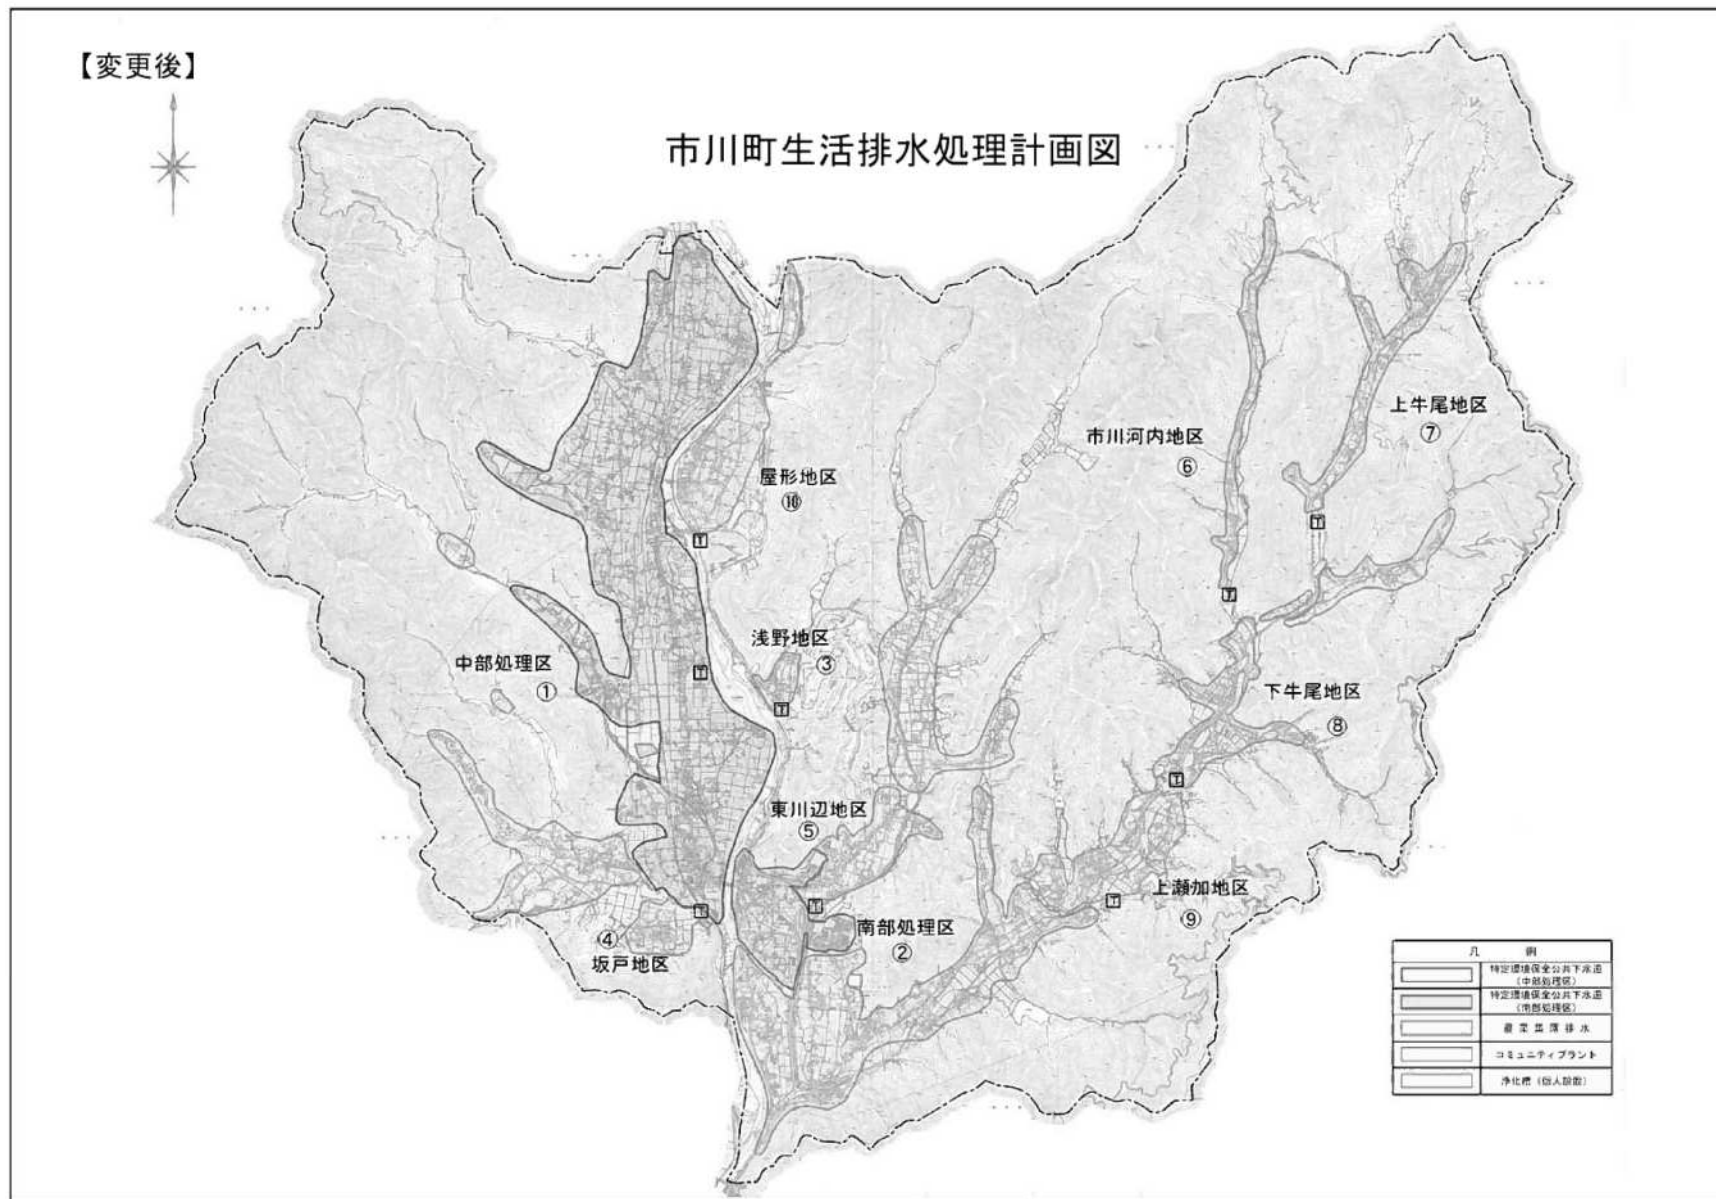 【変更後】
市川町生活排水処理計画図
上牛尾地区
⑦
市川河内地区
⑥
屋形地区
⑩
浅野地区
③
中部処理区
①
下牛尾地区
⑧
東川辺地区
⑤
上瀬加地区
⑨
南部処理区
②
④
坂戸地区
凡 例
特定環境保全公共下水道
(中部処理区)
特定環境保全公共下水道
(南部処理区)
農業集落排水
コミュニティプラント
浄化槽(個人設置)